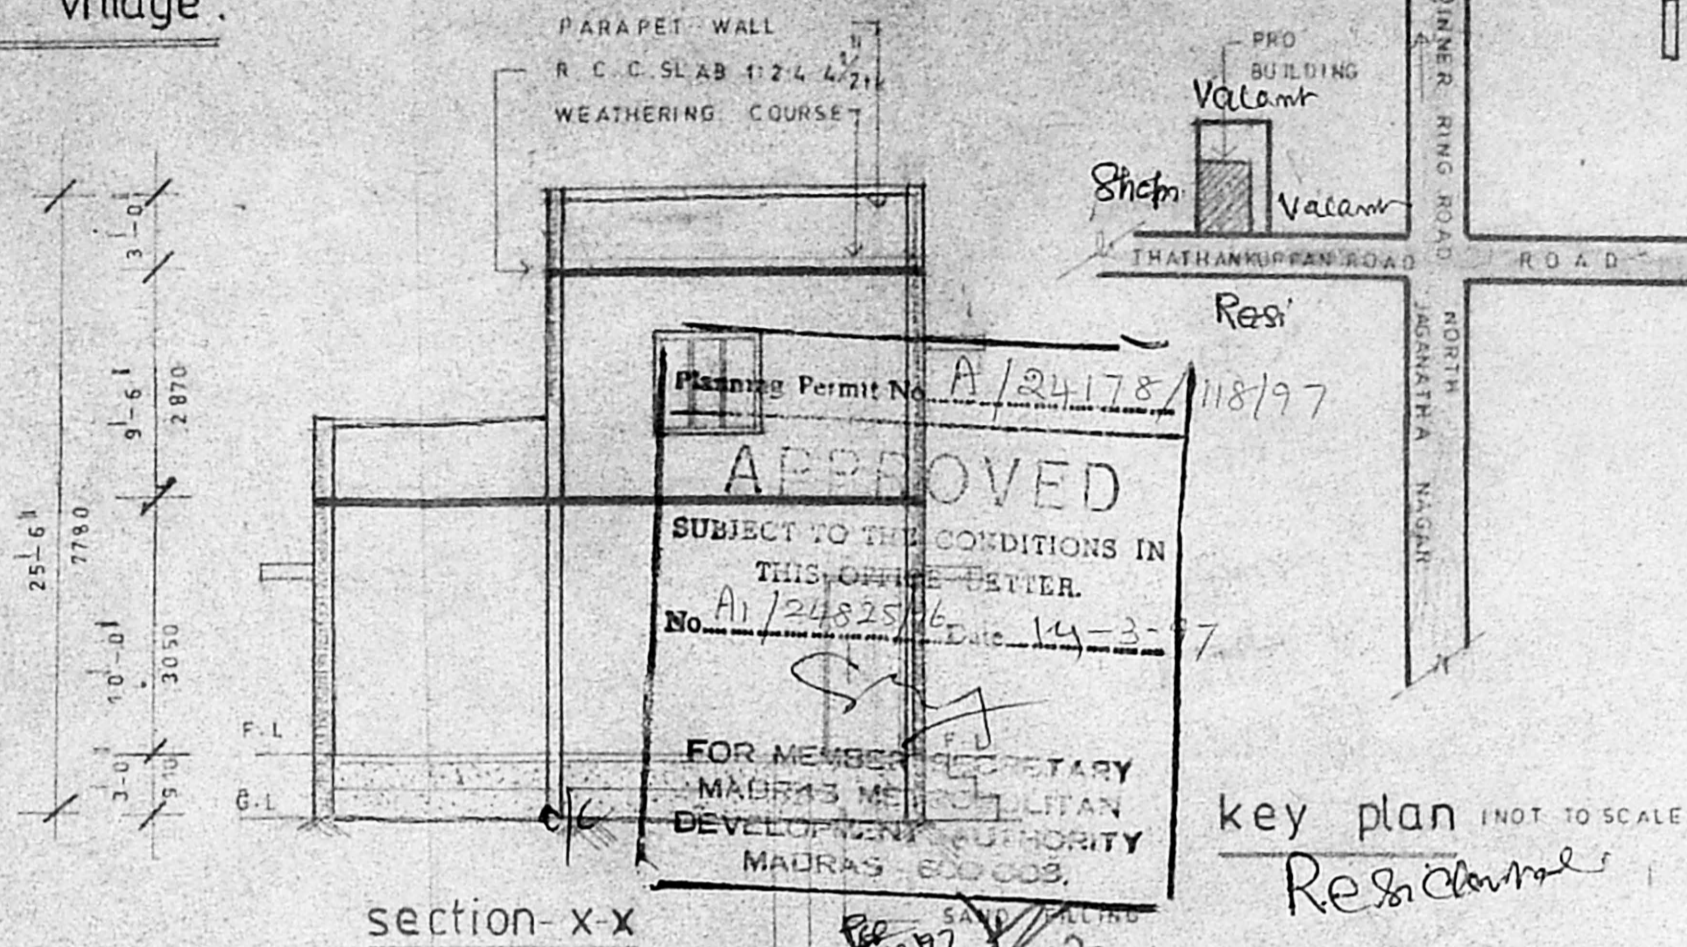 Village.
PARAPET WALL
R C C. SLAB 1:2:4 4½"tk
WEATHERING COURSE
3'-0"
9'-6"
2870
25'-6"
7780
10'-0"
3050
F.L
3'-0"
910
G.L
section-x-x
Planning Permit No. A/24178/118/97
APPROVED
SUBJECT TO THE CONDITIONS IN
THIS OFFICE LETTER.
No. A1/24825/96 Date 14-3-97
F.L
FOR MEMBER SECRETARY
MADRAS METROPOLITAN
DEVELOPMENT AUTHORITY
MADRAS - 600 008.
SAND FILLING
PRO
BUILDING
Vacant
Shop
Vacant
THATHANKUPPAN ROAD
ROAD
Resi
INNER RING ROAD
NORTH
JAGANATHA NAGAR
key plan (NOT TO SCALE
Residential